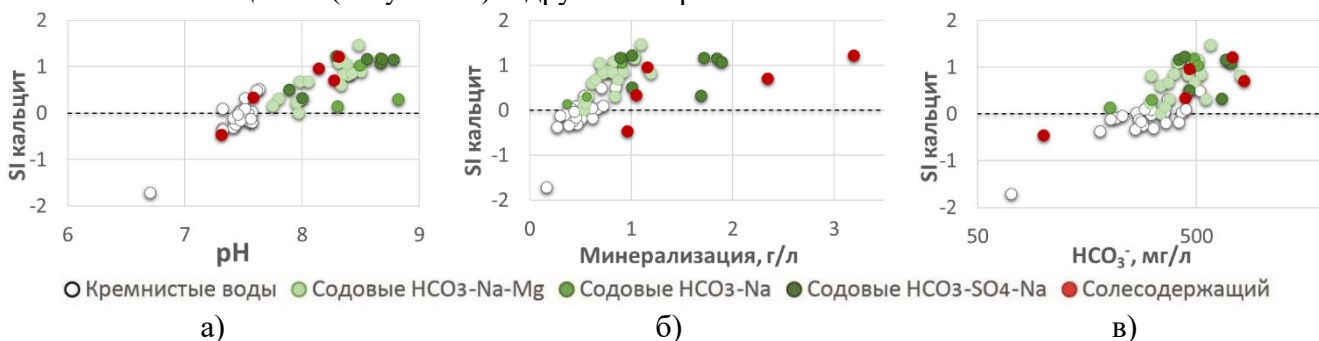 2 2 2
SI кальцит 1 SI кальцит 1 SI кальцит 1
0 0 0
-1 -1 -1
-2 -2 -2
6 7 8 9 0 1 2 3 50 500
pH Минерализация, г/л HCO₃⁻, мг/л
Кремнистые воды Содовые HCO3-Na-Mg Содовые HCO3-Na Содовые HCO3-SO4-Na Солесодержащий
а) б) в)